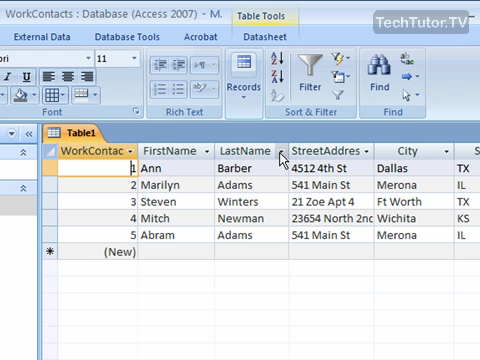 WorkContacts : Database (Access 2007) - M.
Table Tools
TechTutor.TV
External Data
Database Tools
Acrobat
Datasheet
11
I U
A
Records
Filter
Find
Font
Rich Text
Sort & Filter
Find
Table1
WorkContac FirstName LastName StreetAddres City S
1 Ann Barber 4512 4th St Dallas TX
2 Marilyn Adams 541 Main St Merona IL
3 Steven Winters 21 Zoe Apt 4 Ft Worth TX
4 Mitch Newman 23654 North 2nd Wichita KS
5 Abram Adams 541 Main St Merona IL
(New)